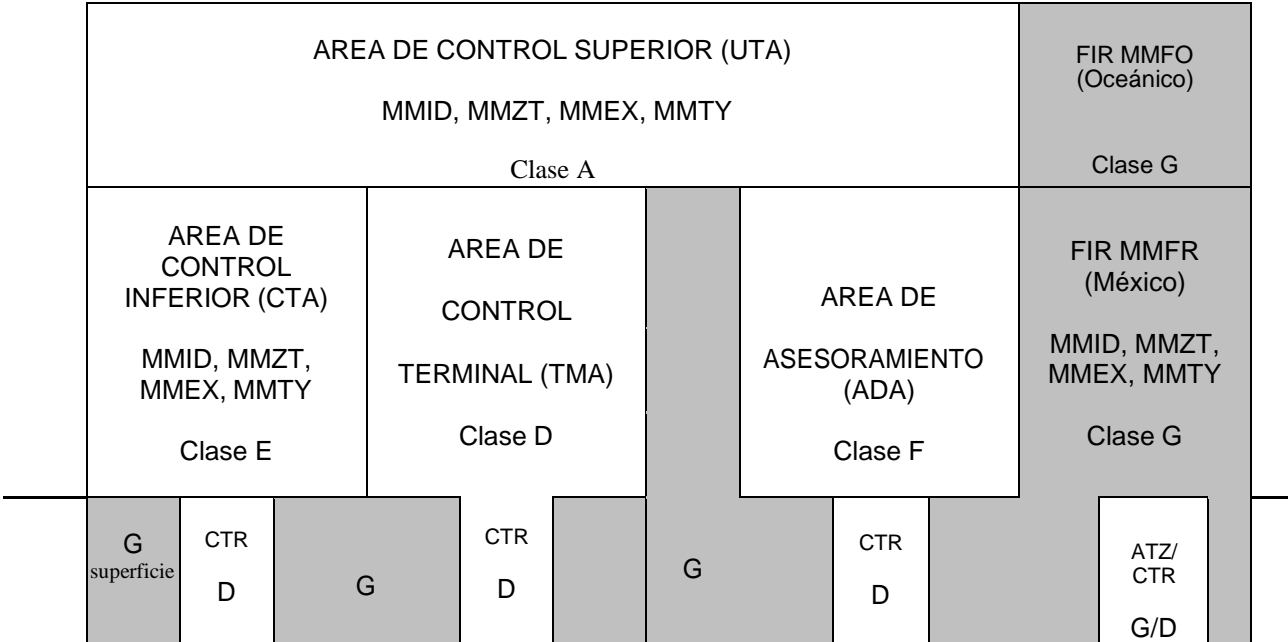 AREA DE CONTROL SUPERIOR (UTA)
MMID, MMZT, MMEX, MMTY
Clase A
FIR MMFO
(Oceánico)
Clase G
AREA DE
CONTROL
INFERIOR (CTA)
MMID, MMZT,
MMEX, MMTY
Clase E
AREA DE
CONTROL
TERMINAL (TMA)
Clase D
AREA DE
ASESORAMIENTO
(ADA)
Clase F
FIR MMFR
(México)
MMID, MMZT,
MMEX, MMTY
Clase G
G
superficie
CTR
D
G
CTR
D
G
CTR
D
ATZ/
CTR
G/D